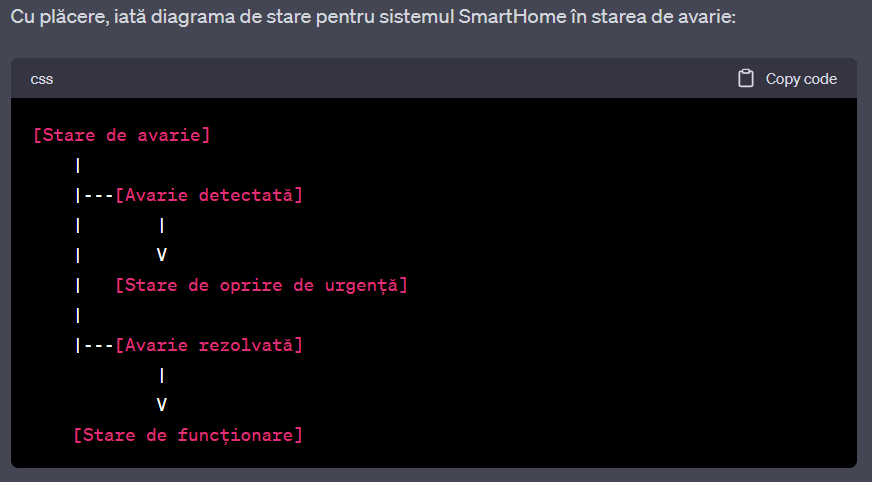 Cu plăcere, iată diagrama de stare pentru sistemul SmartHome în starea de avarie:
css
Copy code
[Stare de avarie]
    |
    |---[Avarie detectată]
    |       |
    |       V
    |   [Stare de oprire de urgență]
    |
    |---[Avarie rezolvată]
            |
            V
    [Stare de funcționare]